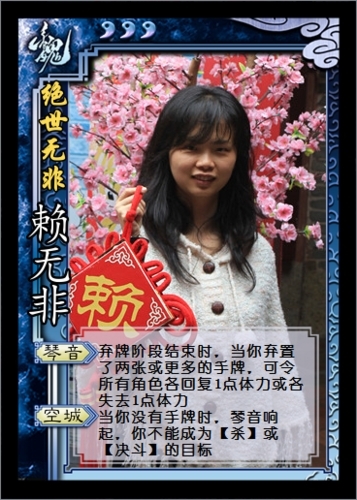 魏
绝世无非
赖无非
赖
琴音
弃牌阶段结束时，当你弃置
了两张或更多的手牌，可令
所有角色各回复1点体力或各
失去1点体力
空城
当你没有手牌时，琴音响
起，你不能成为【杀】或
【决斗】的目标